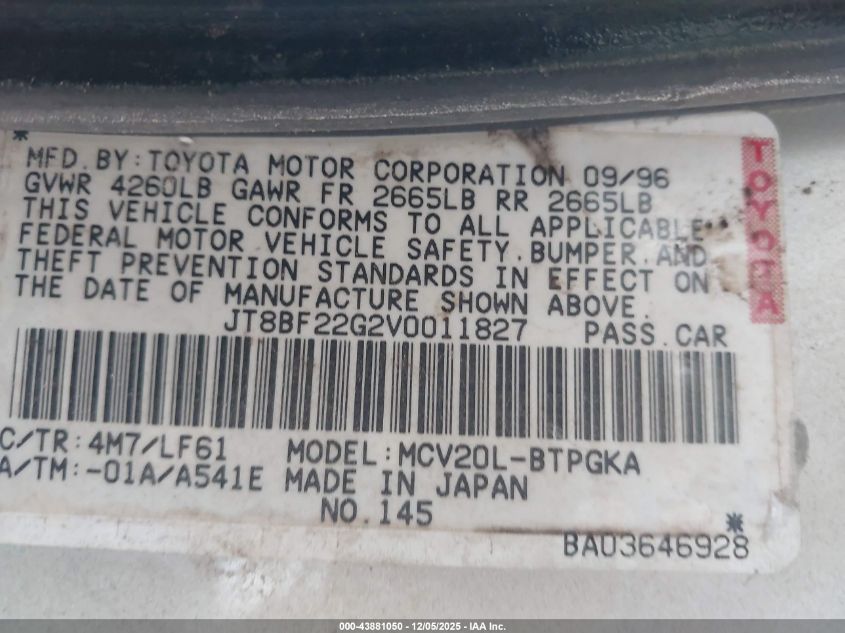 *
MFD. BY: TOYOTA MOTOR CORPORATION 09/96
GVWR 4260LB GAWR FR 2665LB RR 2665LB
THIS VEHICLE CONFORMS TO ALL APPLICABLE
FEDERAL MOTOR VEHICLE SAFETY, BUMPER, AND
THEFT PREVENTION STANDARDS IN EFFECT ON
THE DATE OF MANUFACTURE SHOWN ABOVE.
JT8BF22G2V0011827 PASS. CAR
TOYOTA
C/TR: 4M7/LF61 MODEL: MCV20L-BTPGKA
A/TM: -01A/A541E MADE IN JAPAN
NO. 145
*
BA03646928
000-43881050 • 12/05/2025 - IAA Inc.